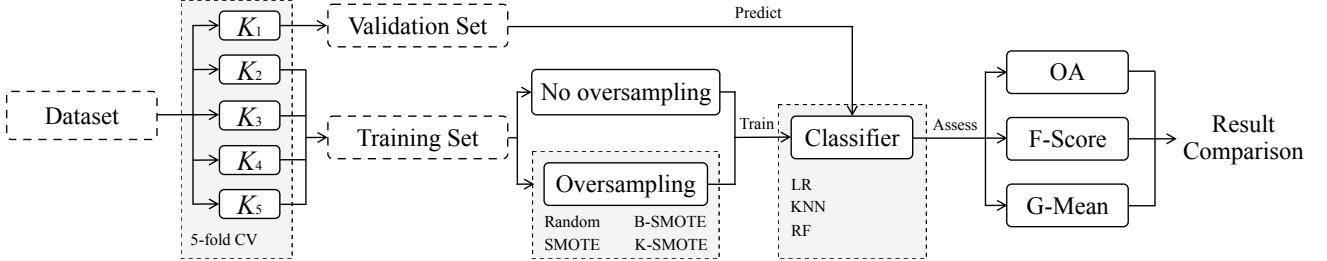 Dataset
K1
K2
K3
K4
K5
5-fold CV
Validation Set
Training Set
Predict
No oversampling
Oversampling
Random B-SMOTE
SMOTE K-SMOTE
Train
Classifier
LR
KNN
RF
Assess
OA
F-Score
G-Mean
Result
Comparison